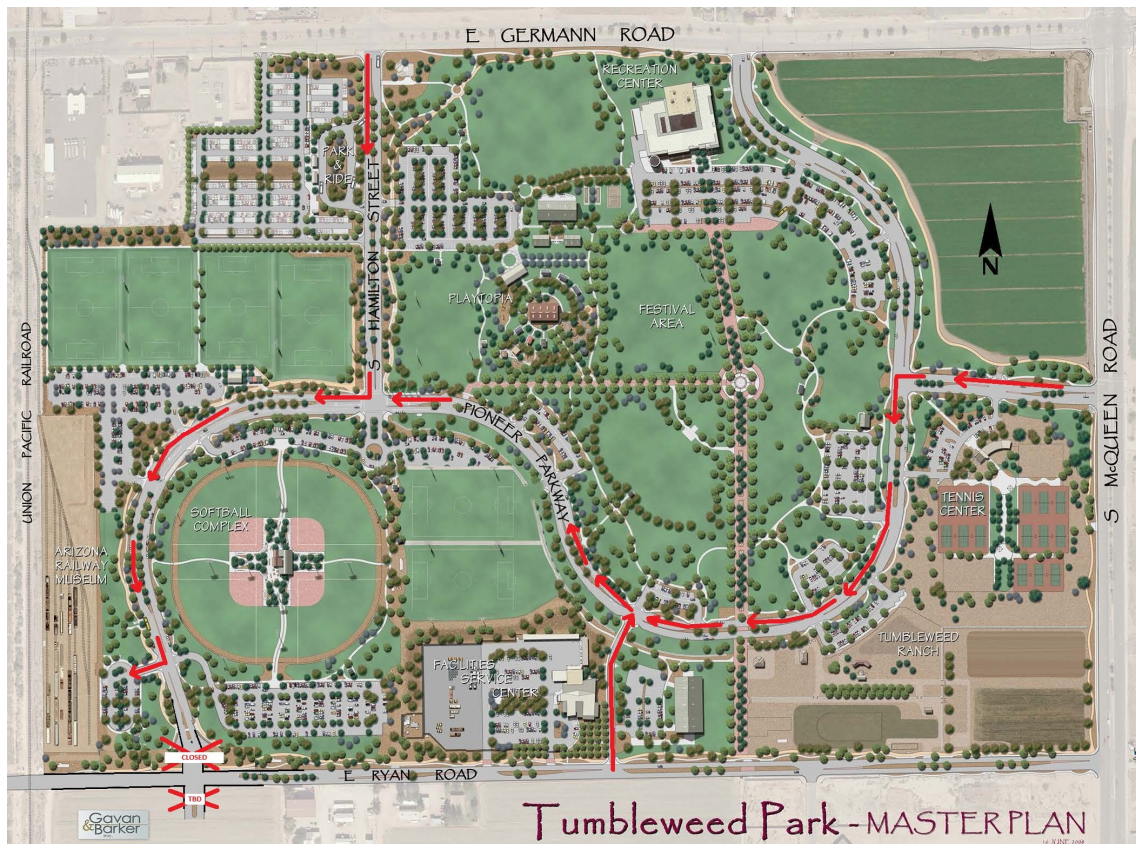 E GERMANN ROAD
RECREATION
CENTER
PARK
&
RIDE
S HAMILTON STREET
N
PLAYTOPIA
FESTIVAL
AREA
UNION PACIFIC RAILROAD
S McQUEEN ROAD
PIONEER PARKWAY
SOFTBALL
COMPLEX
TENNIS
CENTER
ARIZONA
RAILWAY
MUSEUM
TUMBLEWEED
RANCH
FACILITIES
SERVICE
CENTER
CLOSED
E RYAN ROAD
TBD
Gavan
&Barker
Tumbleweed Park - MASTER PLAN